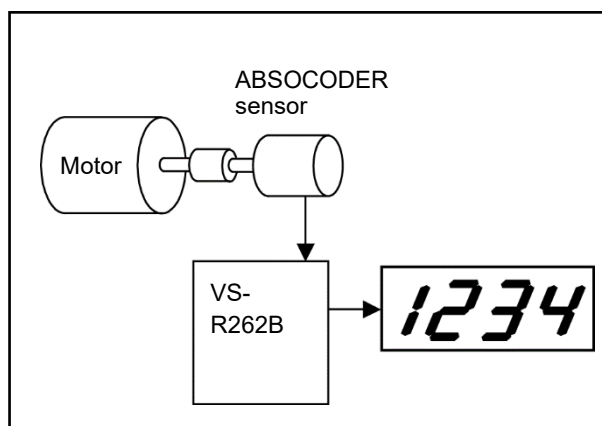 ABSOCODER
sensor
Motor
VS-
R262B
1234